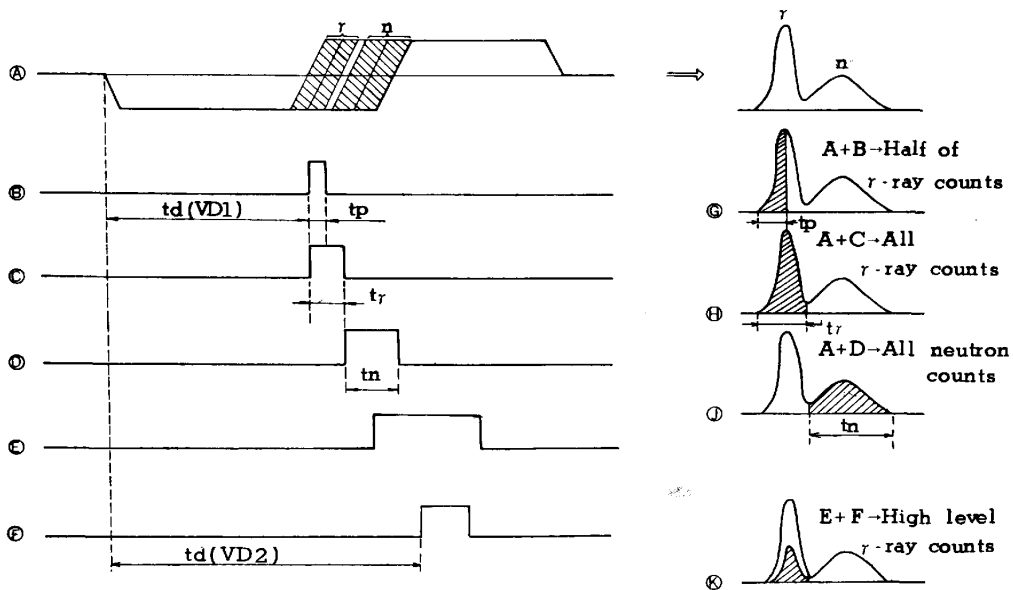 γ n
Ⓐ
γ
n
Ⓑ
td(VD1)
tp
A+B→Half of
γ-ray counts
Ⓖ
tp
Ⓒ
tγ
A+C→All
γ-ray counts
Ⓗ
tγ
Ⓓ
tn
A+D→All neutron
counts
Ⓙ
tn
Ⓔ
Ⓕ
td(VD2)
E+F→High level
γ-ray counts
Ⓚ